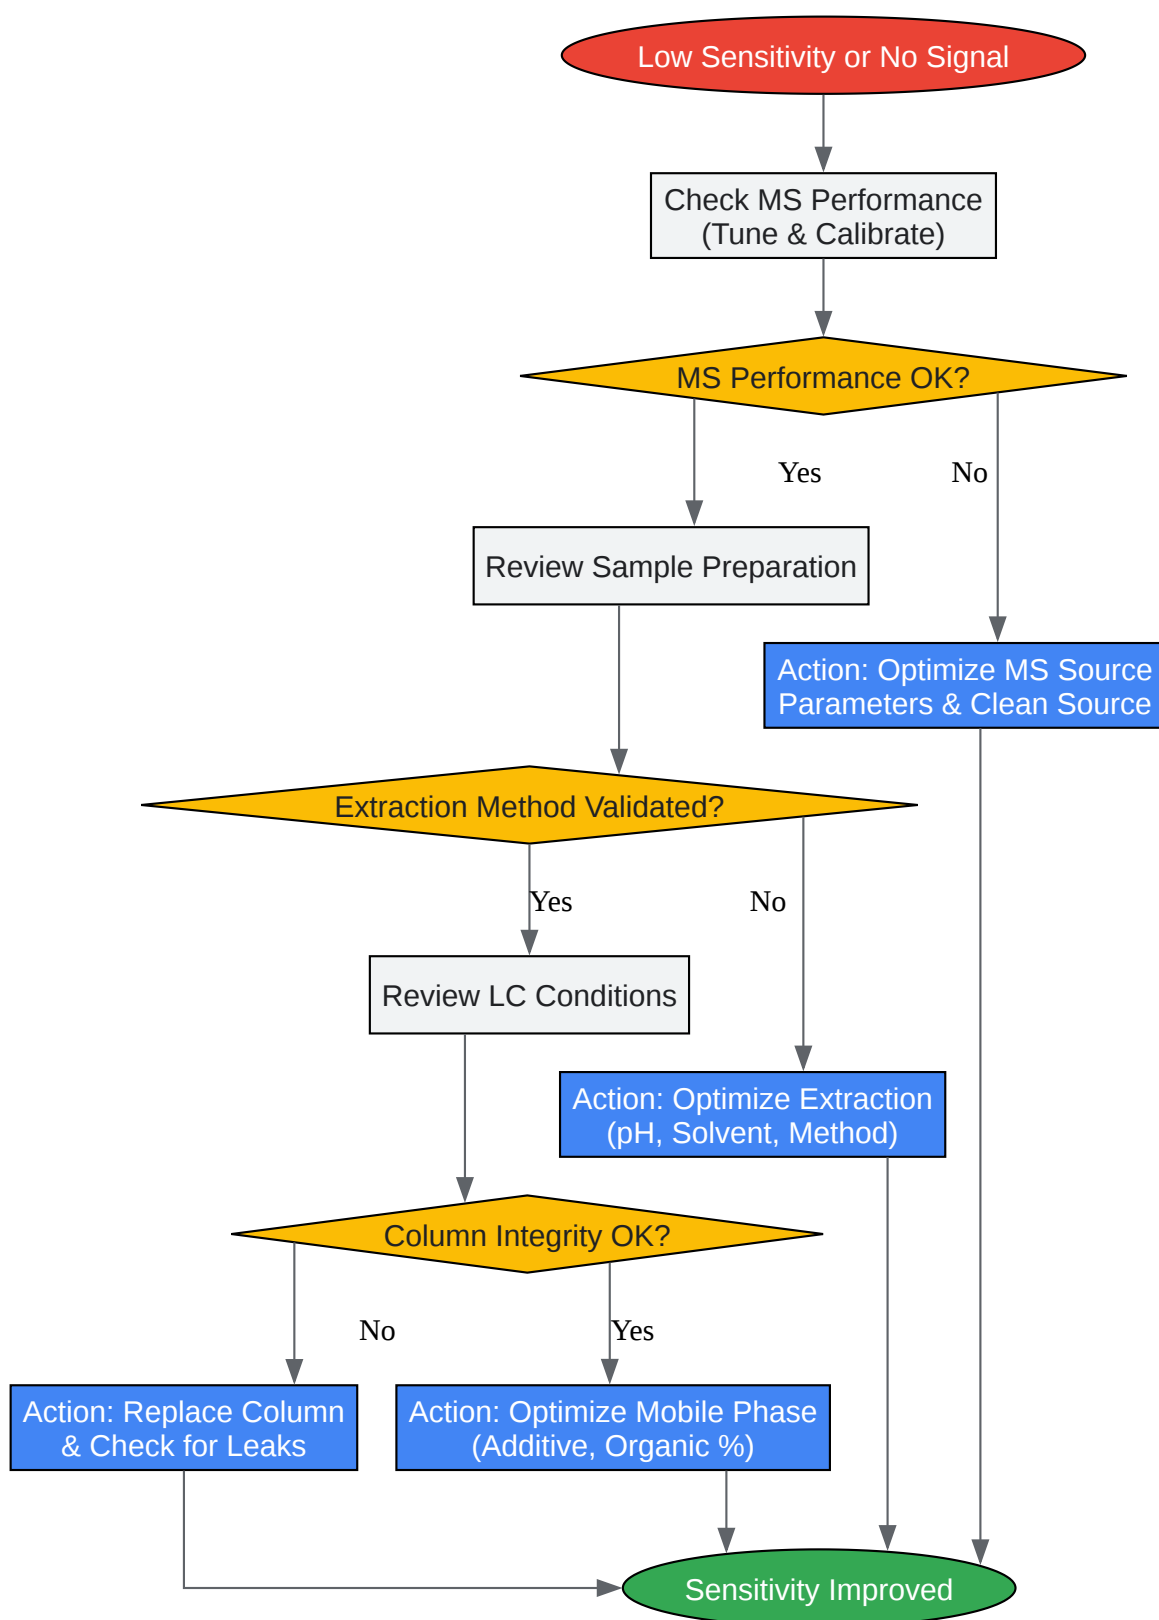 Low Sensitivity or No Signal
Check MS Performance
(Tune & Calibrate)
MS Performance OK?
Yes
No
Review Sample Preparation
Action: Optimize MS Source
Parameters & Clean Source
Extraction Method Validated?
Yes
No
Review LC Conditions
Action: Optimize Extraction
(pH, Solvent, Method)
Column Integrity OK?
No
Yes
Action: Replace Column
& Check for Leaks
Action: Optimize Mobile Phase
(Additive, Organic %)
Sensitivity Improved